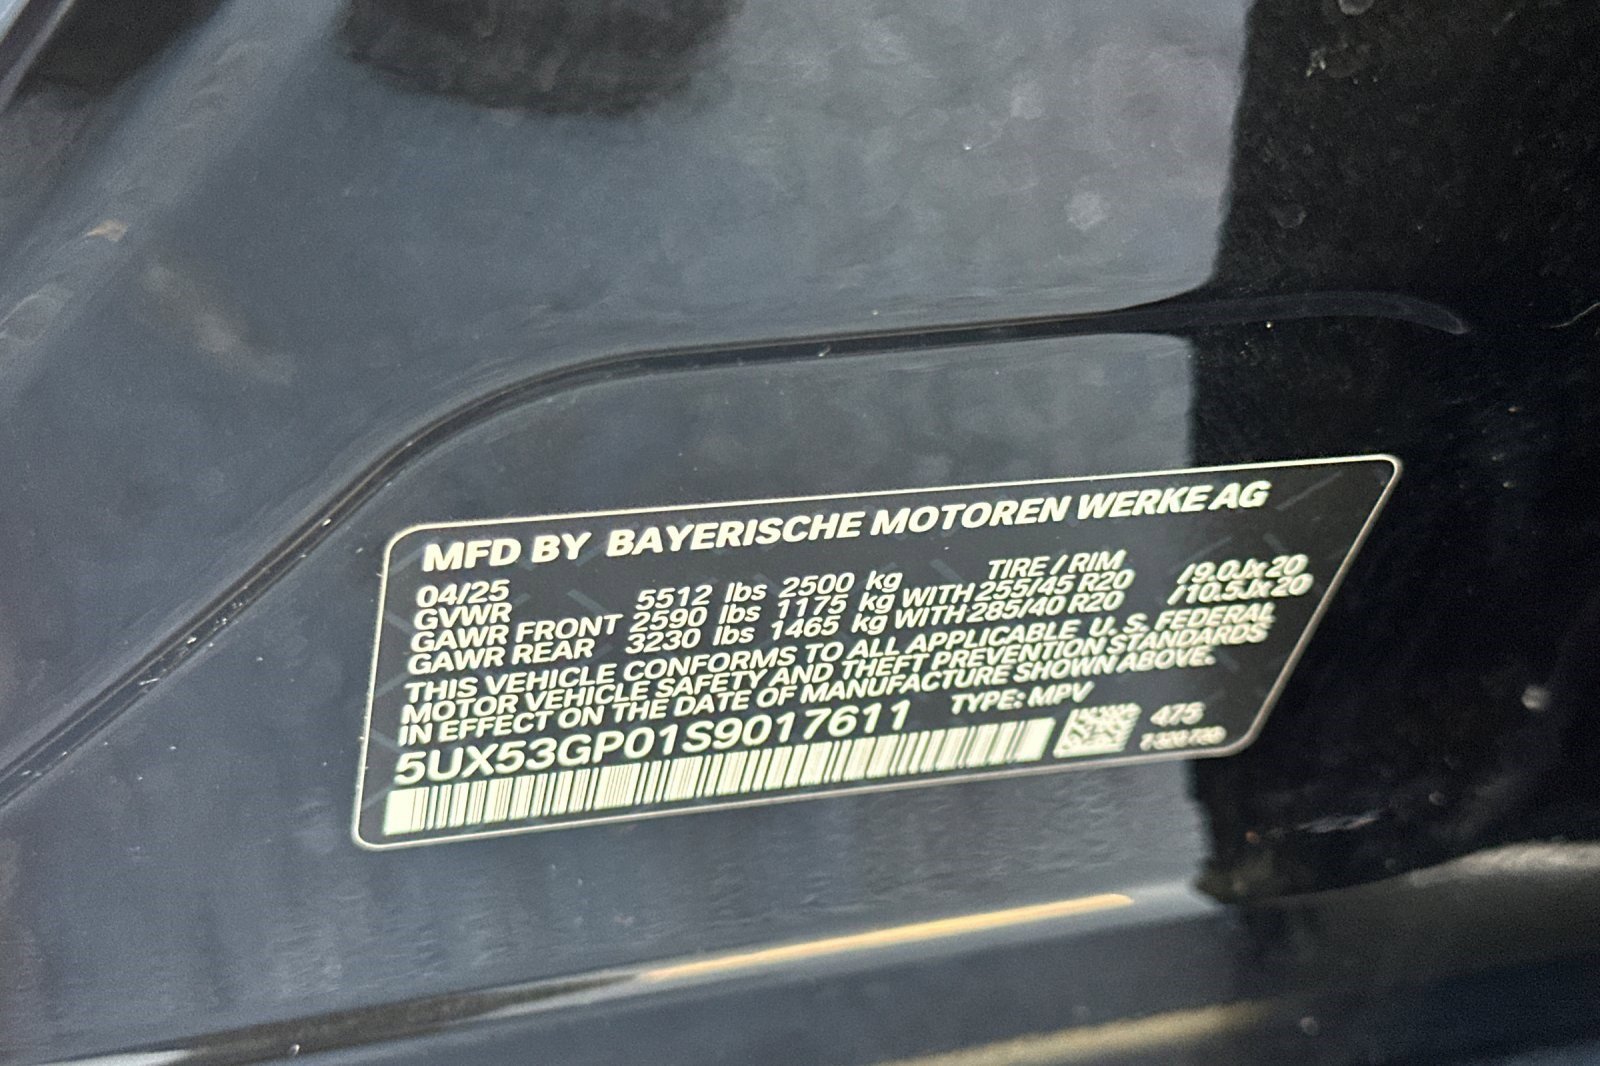 MFD BY BAYERISCHE MOTOREN WERKE AG
04/25 TIRE / RIM
GVWR 5512 lbs 2500 kg
GAWR FRONT 2590 lbs 1175 kg WITH 255/45 R20 /9.0Jx20
GAWR REAR 3230 lbs 1465 kg WITH 285/40 R20 /10.5Jx20
THIS VEHICLE CONFORMS TO ALL APPLICABLE U. S. FEDERAL
MOTOR VEHICLE SAFETY AND THEFT PREVENTION STANDARDS
IN EFFECT ON THE DATE OF MANUFACTURE SHOWN ABOVE.
5UX53GP01S9017611 TYPE: MPV
475